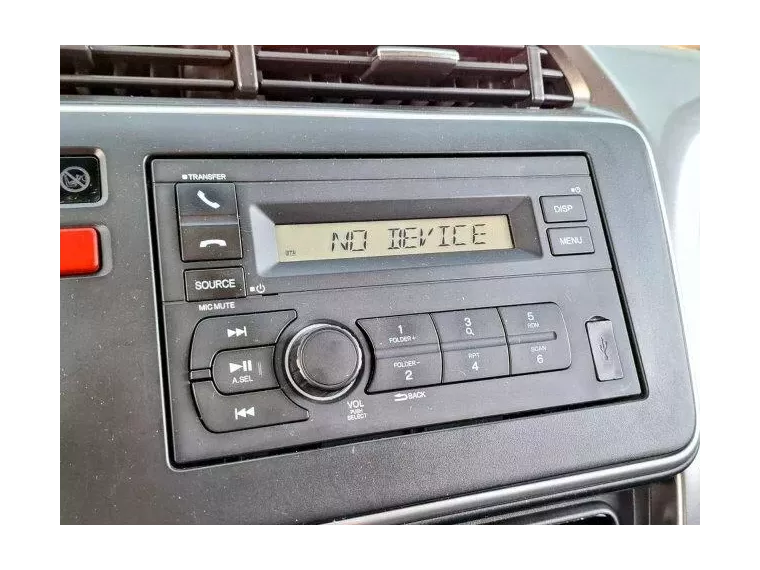 TRANSFER
DISP
MTN
NO DEVICE
MENU
SOURCE
MIC MUTE
1
FOLDER+
3
5
RDM
A.SEL
FOLDER−
2
RPT
4
SCAN
6
VOL
PUSH
SELECT
BACK